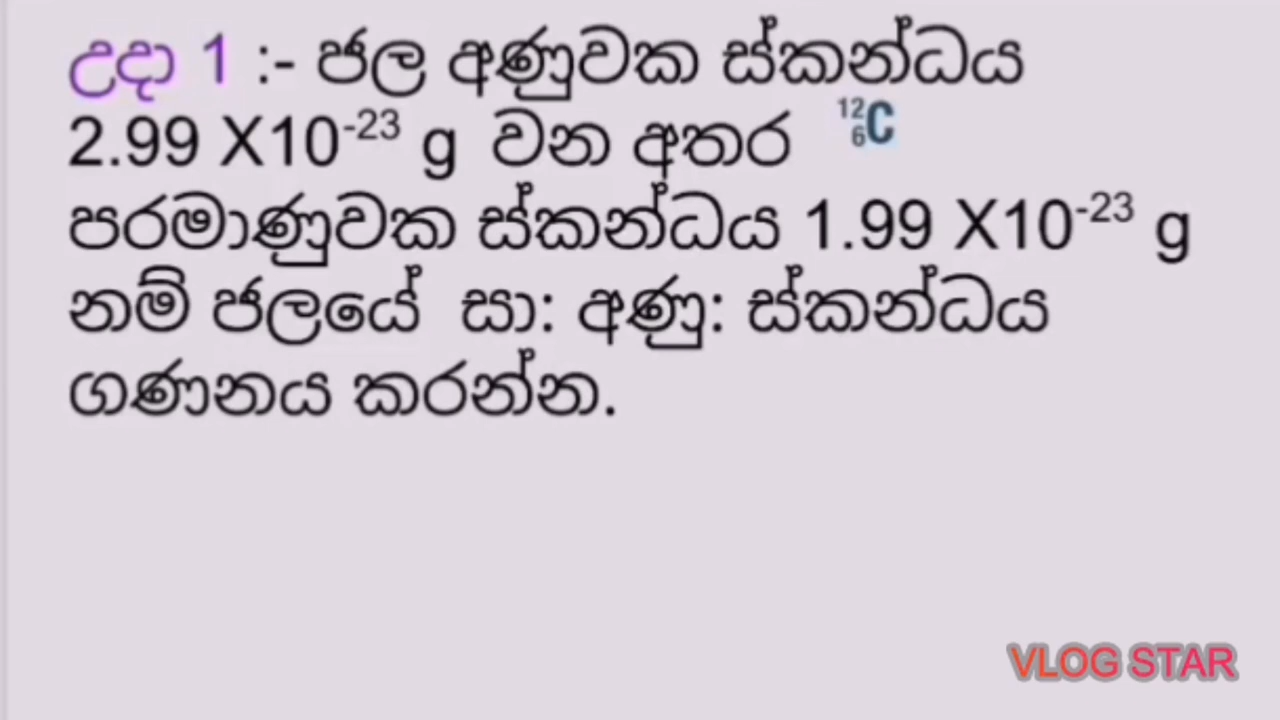 උදා 1 :- ජල අණුවක ස්කන්ධය
2.99 X10⁻²³ g වන අතර ¹²₆C
පරමාණුවක ස්කන්ධය 1.99 X10⁻²³ g
නම් ජලයේ සා: අණු: ස්කන්ධය
ගණනය කරන්න.
VLOG STAR